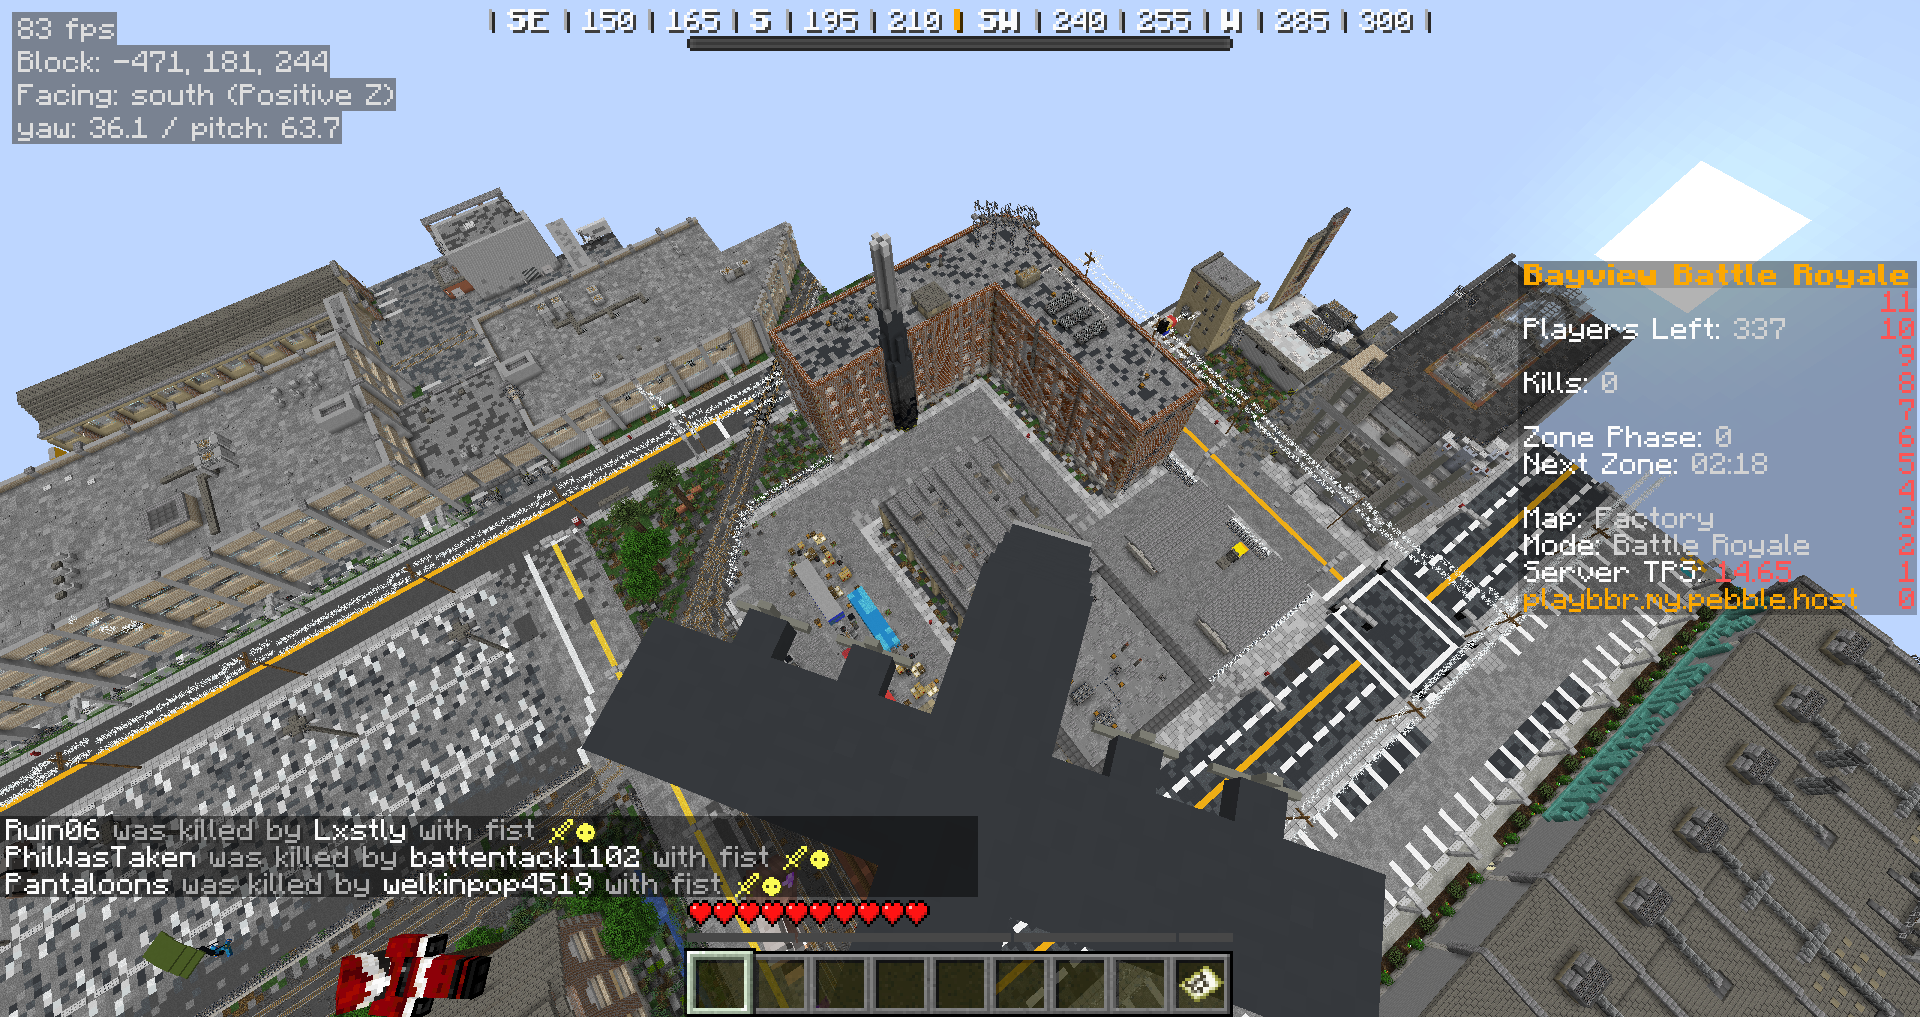 83 fps
Block: -471, 181, 244
Facing: south (Positive Z)
yaw: 36.1 / pitch: 63.7
| SE | 150 | 165 | S | 195 | 210 | SW | 240 | 255 | W | 285 | 300 |
Bayview Battle Royale
11
Players Left: 337 10
9
Kills: 0 8
7
Zone Phase: 0 6
Next Zone: 02:18 5
4
Map: Factory 3
Mode: Battle Royale 2
Server TPS: 14.65 1
playbbr.my.pebble.host 0
Ruin06 was killed by Lxstly with fist
PhilWasTaken was killed by battentack1102 with fist
Pantaloons was killed by welkinpop4519 with fist